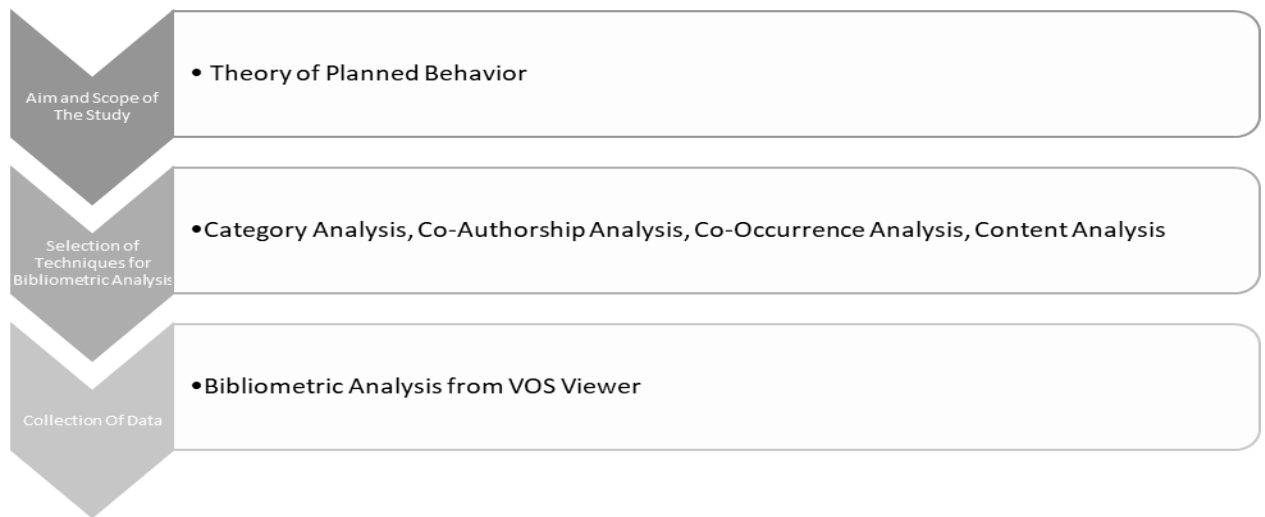 Aim and Scope of
The Study
• Theory of Planned Behavior
Selection of
Techniques for
Bibliometric Analysis
•Category Analysis, Co-Authorship Analysis, Co-Occurrence Analysis, Content Analysis
Collection Of Data
•Bibliometric Analysis from VOS Viewer